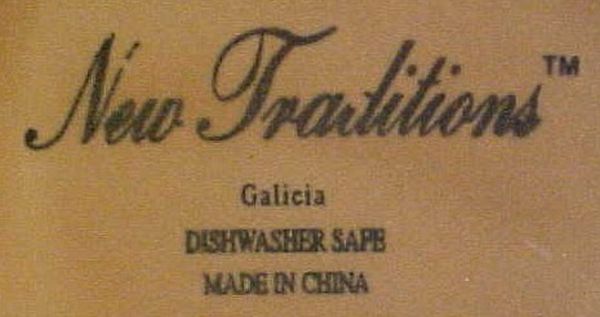 New Traditions™
Galicia
DISHWASHER SAFE
MADE IN CHINA